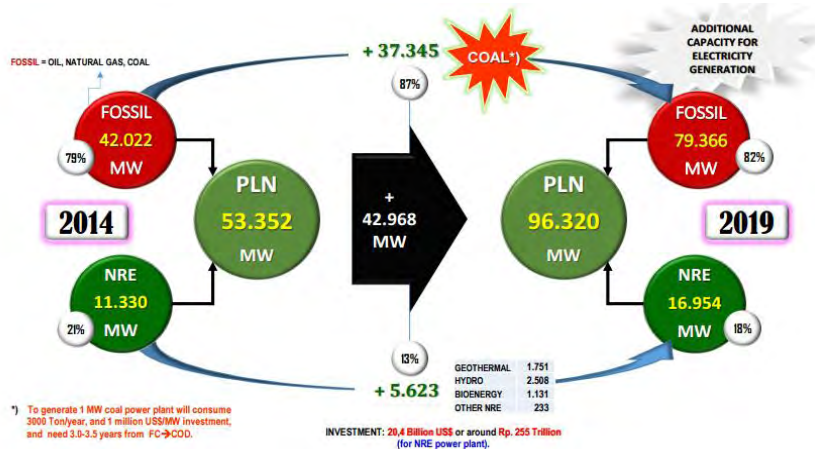 FOSSIL = OIL, NATURAL GAS, COAL
+ 37.345
COAL*)
87%
ADDITIONAL
CAPACITY FOR
ELECTRICITY
GENERATION
FOSSIL
42.022
MW
79%
FOSSIL
79.366
MW
82%
2014
PLN
53.352
MW
+
42.968
MW
PLN
96.320
MW
2019
NRE
11.330
MW
21%
NRE
16.954
MW
18%
13%
+ 5.623
GEOTHERMAL 1.751
HYDRO 2.508
BIOENERGY 1.131
OTHER NRE 233
*) To generate 1 MW coal power plant will consume
3000 Ton/year, and 1 million US$/MW investment,
and need 3.0-3.5 years from FC→COD.
INVESTMENT: 20,4 Billion US$ or around Rp. 255 Trillion
(for NRE power plant).